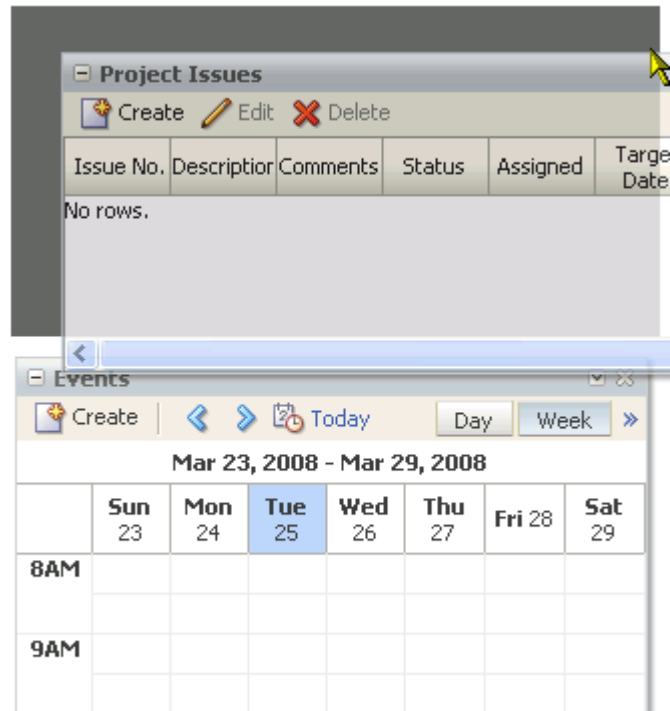 Project Issues
Create Edit Delete
Issue No. Description Comments Status Assigned Targe
Date
No rows.
Events
Create Today Day Week »
Mar 23, 2008 - Mar 29, 2008
Sun Mon Tue Wed Thu Fri 28 Sat
23 24 25 26 27 29
8AM
9AM